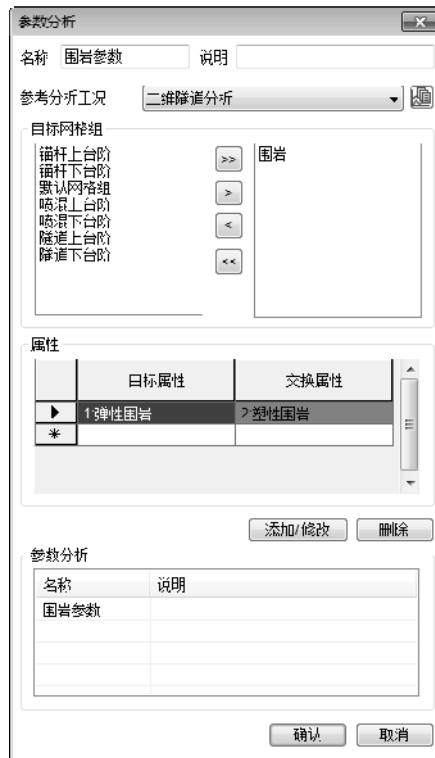 参数分析
名称 围岩参数 说明
参考分析工况 二维隧道分析
目标网格组
锚杆上台阶
锚杆下台阶
默认网格组
喷混上台阶
喷混下台阶
隧道上台阶
隧道下台阶
>>
>
<
<<
围岩
属性
目标属性 交换属性
1:弹性围岩 2:塑性围岩
添加/修改 删除
参数分析
名称 说明
围岩参数
确认 取消